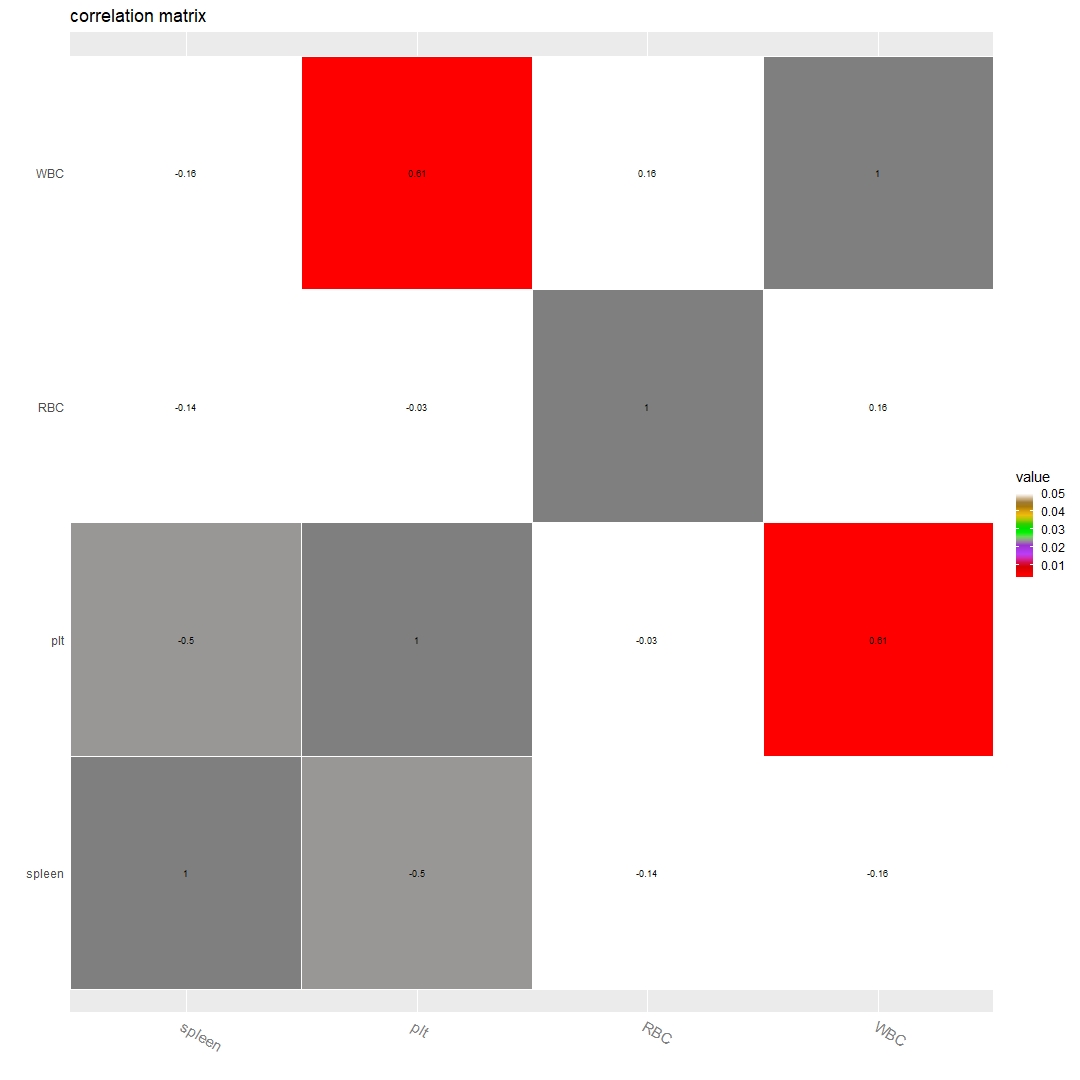 correlation matrix
WBC
-0.16
0.61
0.16
1
RBC
-0.14
-0.03
1
0.16
plt
-0.5
1
-0.03
0.61
spleen
1
-0.5
-0.14
-0.16
spleen
plt
RBC
WBC
value
0.05
0.04
0.03
0.02
0.01